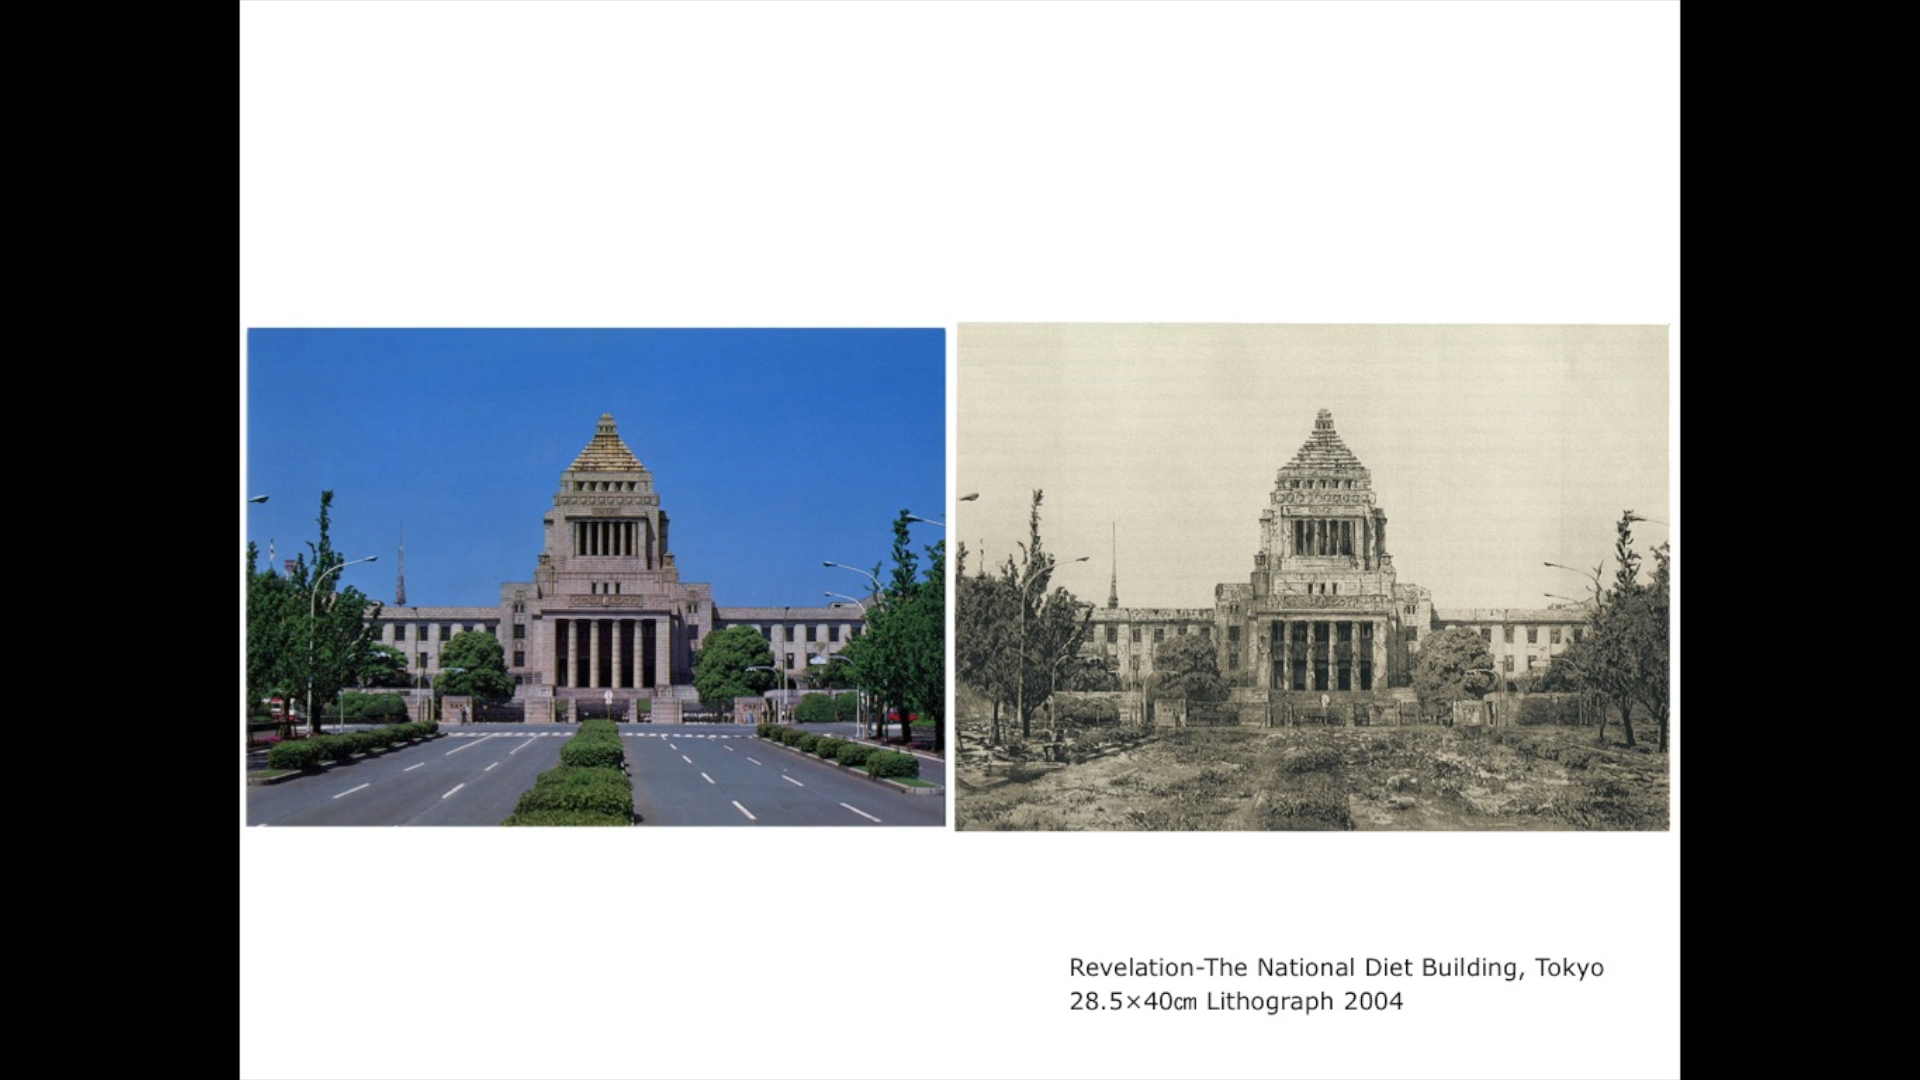 Revelation-The National Diet Building, Tokyo
28.5×40㎝ Lithograph 2004